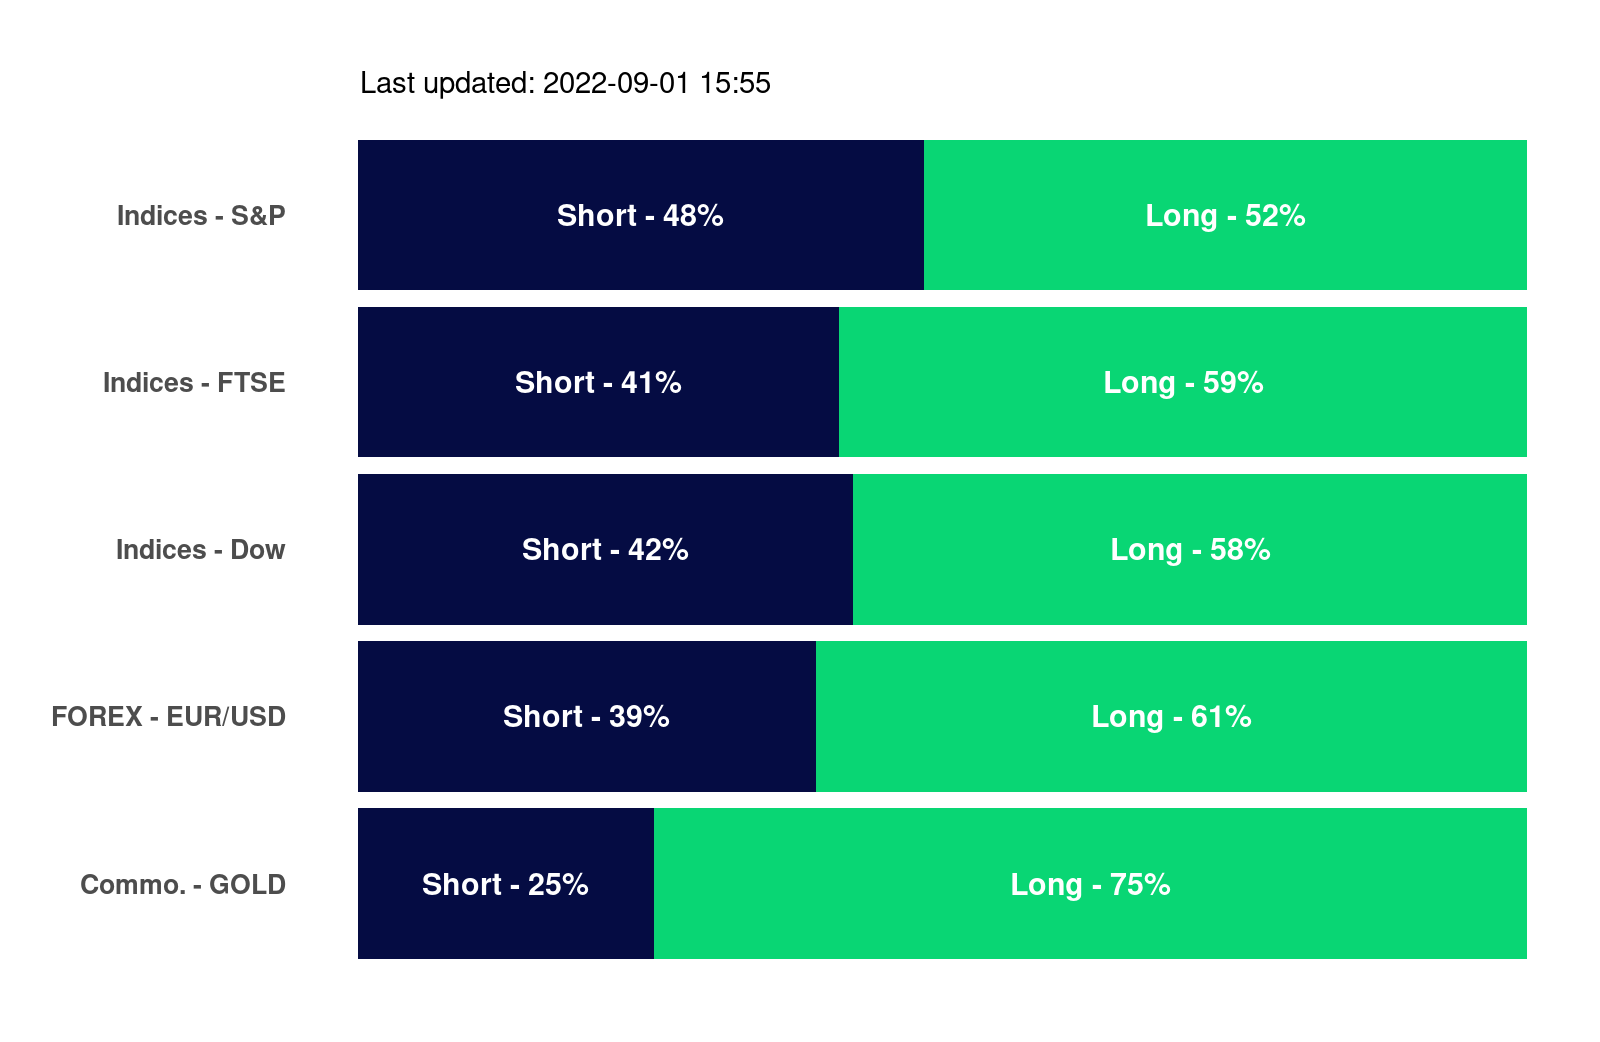 Last updated: 2022-09-01 15:55
Indices - S&P Short - 48% Long - 52%
Indices - FTSE Short - 41% Long - 59%
Indices - Dow Short - 42% Long - 58%
FOREX - EUR/USD Short - 39% Long - 61%
Commo. - GOLD Short - 25% Long - 75%